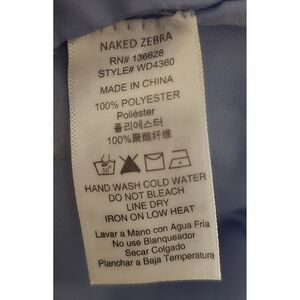 NAKED ZEBRA
RN# 136628
STYLE# WD4360
MADE IN CHINA
100% POLYESTER
Poliéster
폴리에스터
100%聚酯纤维
30°
HAND WASH COLD WATER
DO NOT BLEACH
LINE DRY
IRON ON LOW HEAT
Lavar a Mano con Agua Fria
No use Blanqueador
Secar Colgado
Planchar a Baja Temperatura